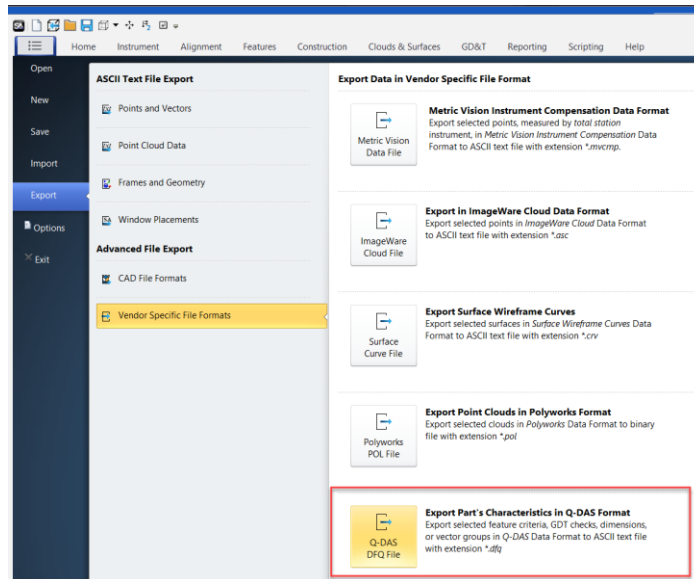 Home Instrument Alignment Features Construction Clouds & Surfaces GD&T Reporting Scripting Help
Open
New
Save
Import
Export
Options
Exit
ASCII Text File Export
Points and Vectors
Point Cloud Data
Frames and Geometry
Window Placements
Advanced File Export
CAD File Formats
Vendor Specific File Formats
Export Data in Vendor Specific File Format
Metric Vision
Data File
Metric Vision Instrument Compensation Data Format
Export selected points, measured by total station
instrument, in Metric Vision Instrument Compensation Data
Format to ASCII text file with extension *.mvcmp.
ImageWare
Cloud File
Export in ImageWare Cloud Data Format
Export selected points in ImageWare Cloud Data Format
to ASCII text file with extension *.asc
Surface
Curve File
Export Surface Wireframe Curves
Export selected surfaces in Surface Wireframe Curves Data
Format to ASCII text file with extension *.crv
Polyworks
POL File
Export Point Clouds in Polyworks Format
Export selected clouds in Polyworks Data Format to binary
file with extension *.pol
Q-DAS
DFQ File
Export Part's Characteristics in Q-DAS Format
Export selected feature criteria, GDT checks, dimensions,
or vector groups in Q-DAS Data Format to ASCII text file
with extension *.dfq